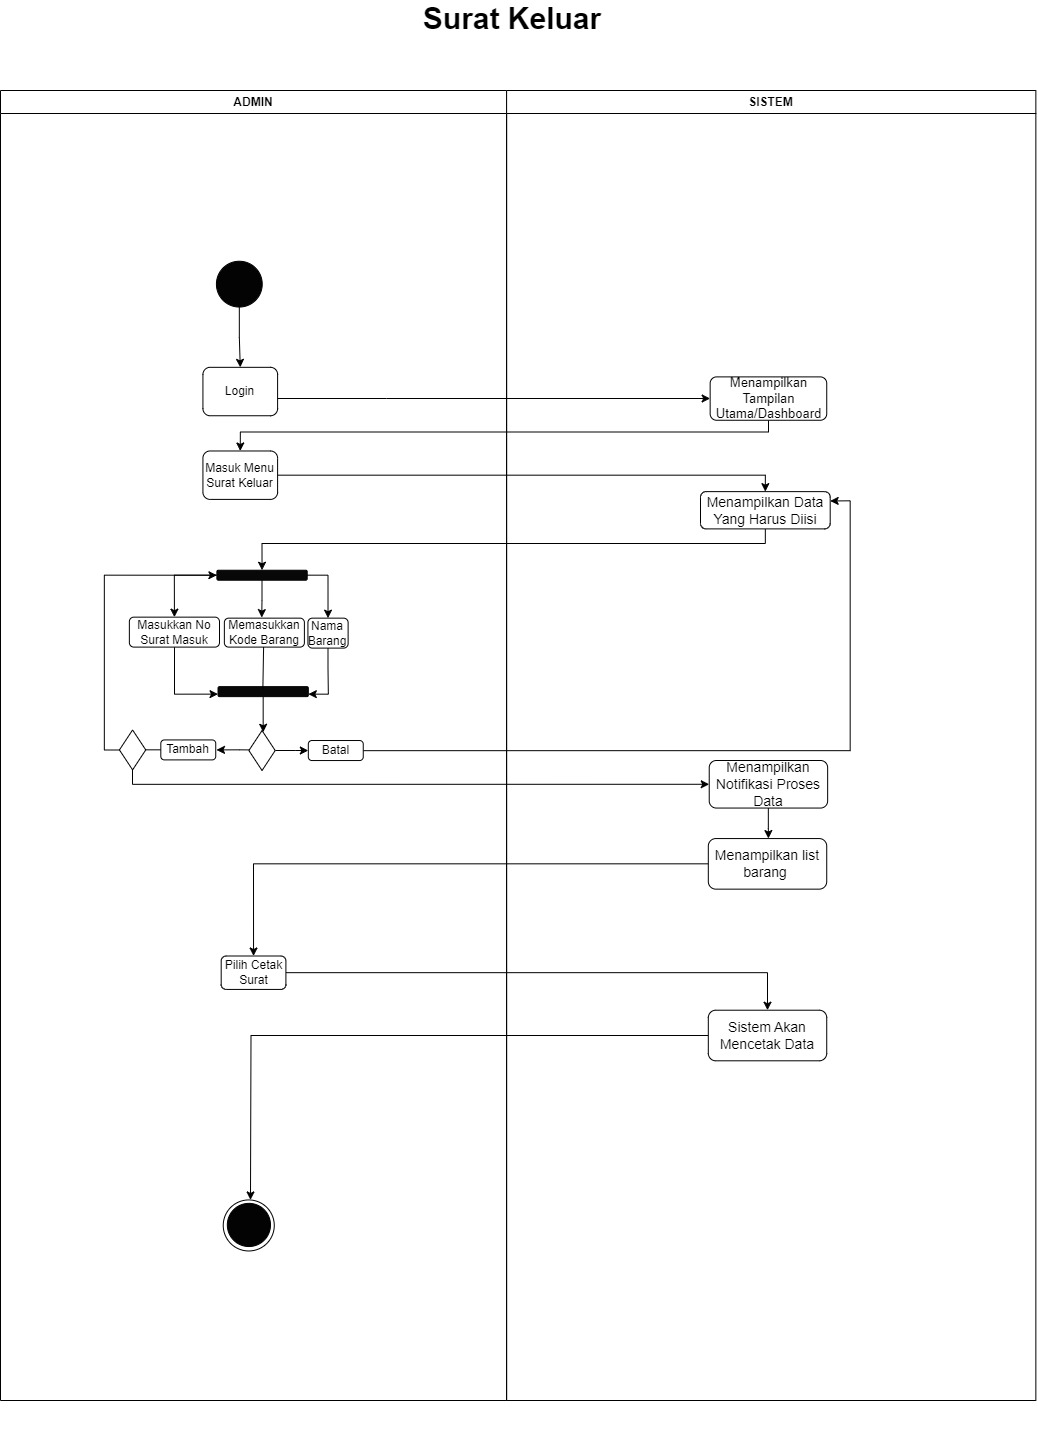 Surat Keluar
ADMIN
SISTEM
Login
Menampilkan
Tampilan
Utama/Dashboard
Masuk Menu
Surat Keluar
Menampilkan Data
Yang Harus Diisi
Masukkan No
Surat Masuk
Memasukkan
Kode Barang
Nama
Barang
Tambah
Batal
Menampilkan
Notifikasi Proses
Data
Menampilkan list
barang
Pilih Cetak
Surat
Sistem Akan
Mencetak Data